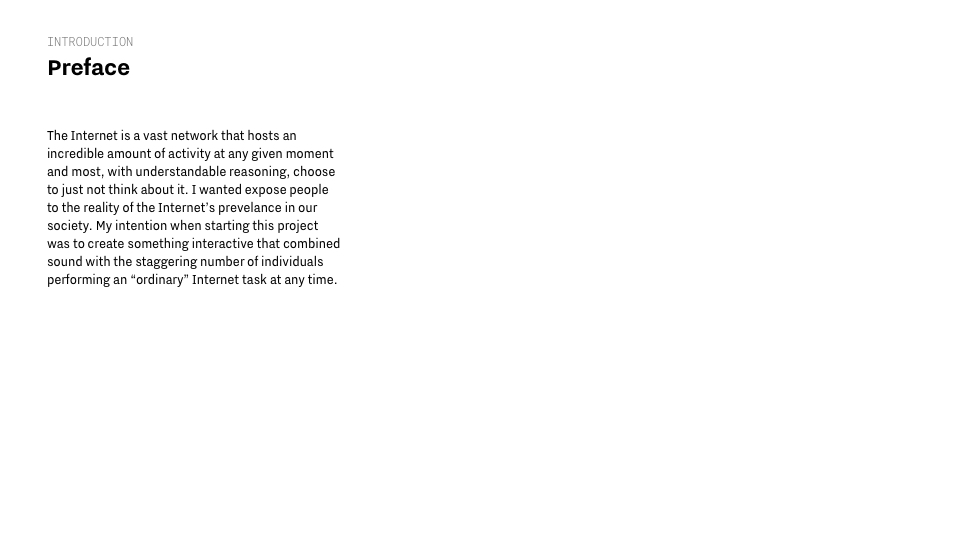 INTRODUCTION
Preface
The Internet is a vast network that hosts an
incredible amount of activity at any given moment
and most, with understandable reasoning, choose
to just not think about it. I wanted expose people
to the reality of the Internet’s prevelance in our
society. My intention when starting this project
was to create something interactive that combined
sound with the staggering number of individuals
performing an “ordinary” Internet task at any time.